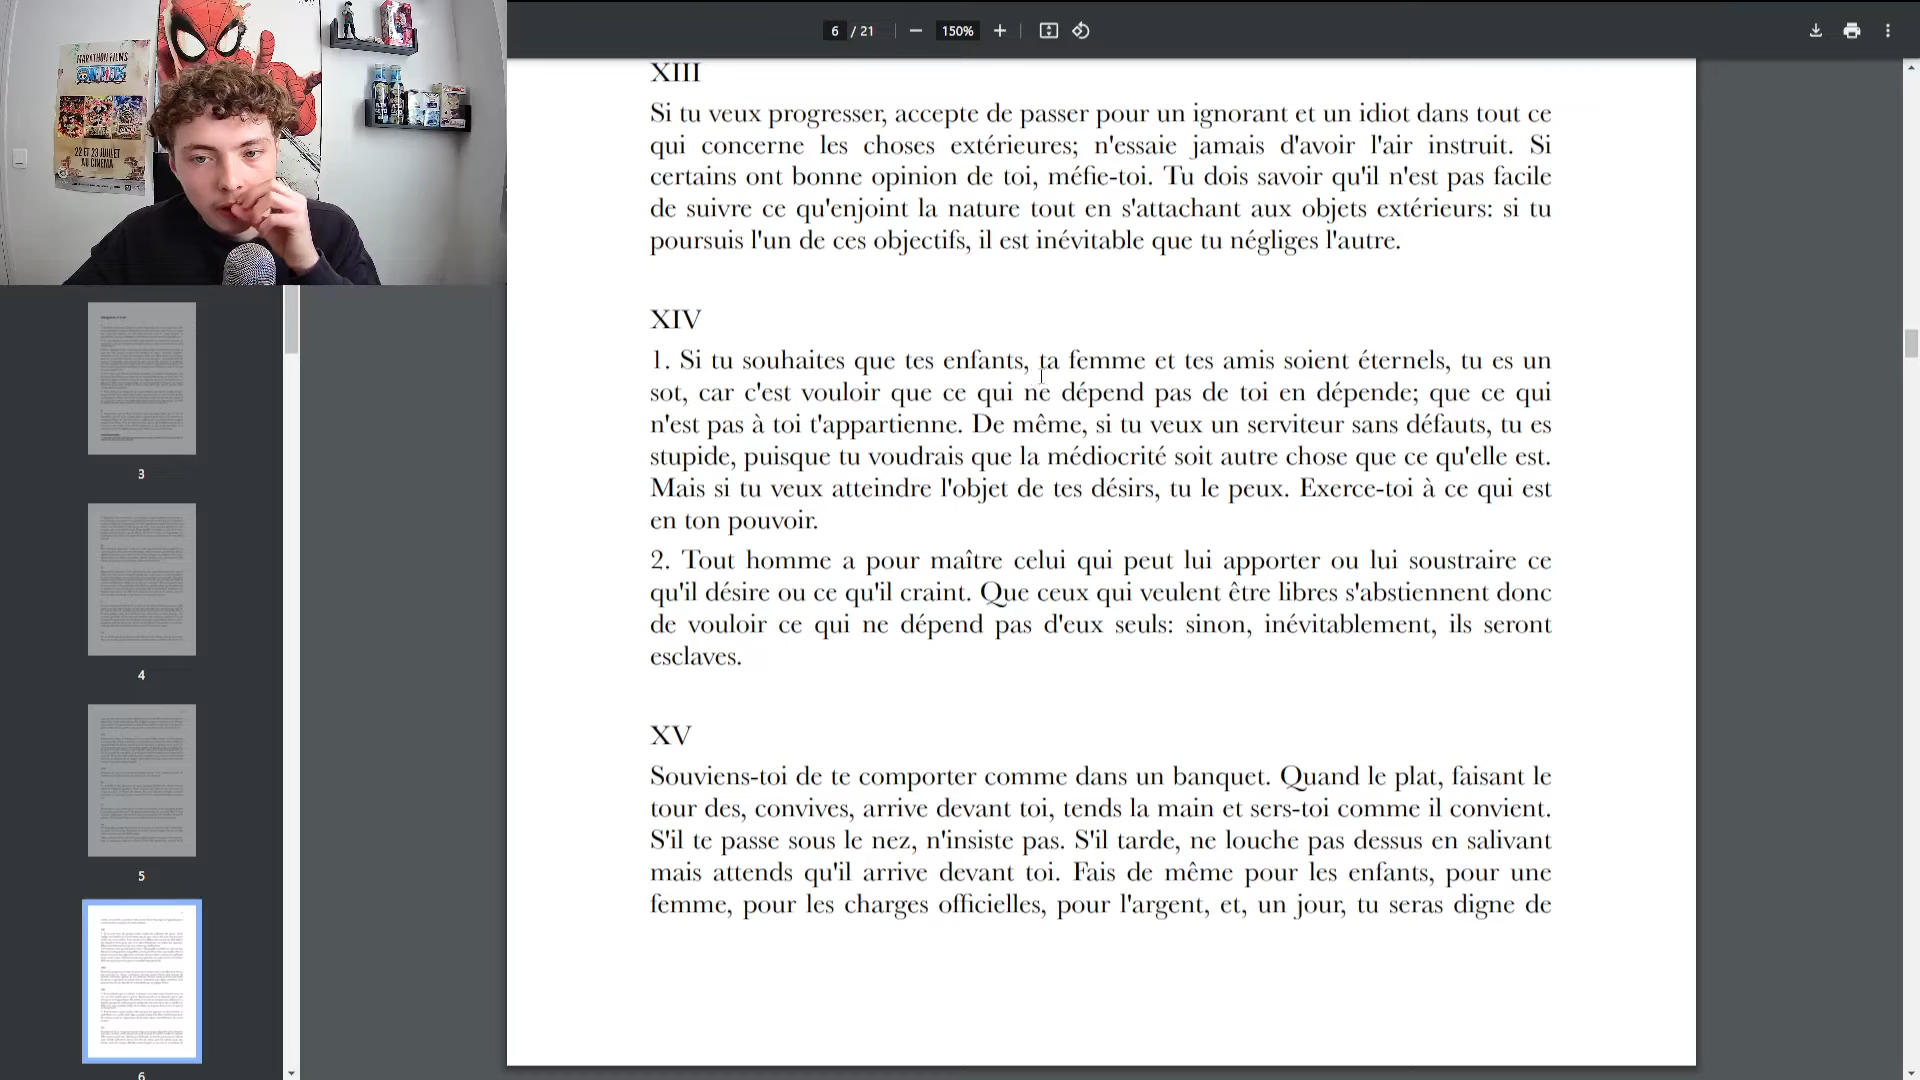 MARATHON FILMS
22 ET 23 JUILLET
AU CINEMA
6 / 21
150%
XIII
Si tu veux progresser, accepte de passer pour un ignorant et un idiot dans tout ce
qui concerne les choses extérieures; n'essaie jamais d'avoir l'air instruit. Si
certains ont bonne opinion de toi, méfie-toi. Tu dois savoir qu'il n'est pas facile
de suivre ce qu'enjoint la nature tout en s'attachant aux objets extérieurs: si tu
poursuis l'un de ces objectifs, il est inévitable que tu négliges l'autre.
XIV
1. Si tu souhaites que tes enfants, ta femme et tes amis soient éternels, tu es un
sot, car c'est vouloir que ce qui ne dépend pas de toi en dépende; que ce qui
n'est pas à toi t'appartienne. De même, si tu veux un serviteur sans défauts, tu es
stupide, puisque tu voudrais que la médiocrité soit autre chose que ce qu'elle est.
Mais si tu veux atteindre l'objet de tes désirs, tu le peux. Exerce-toi à ce qui est
en ton pouvoir.
2. Tout homme a pour maître celui qui peut lui apporter ou lui soustraire ce
qu'il désire ou ce qu'il craint. Que ceux qui veulent être libres s'abstiennent donc
de vouloir ce qui ne dépend pas d'eux seuls: sinon, inévitablement, ils seront
esclaves.
XV
Souviens-toi de te comporter comme dans un banquet. Quand le plat, faisant le
tour des, convives, arrive devant toi, tends la main et sers-toi comme il convient.
S'il te passe sous le nez, n'insiste pas. S'il tarde, ne louche pas dessus en salivant
mais attends qu'il arrive devant toi. Fais de même pour les enfants, pour une
femme, pour les charges officielles, pour l'argent, et, un jour, tu seras digne de
3
4
5
6